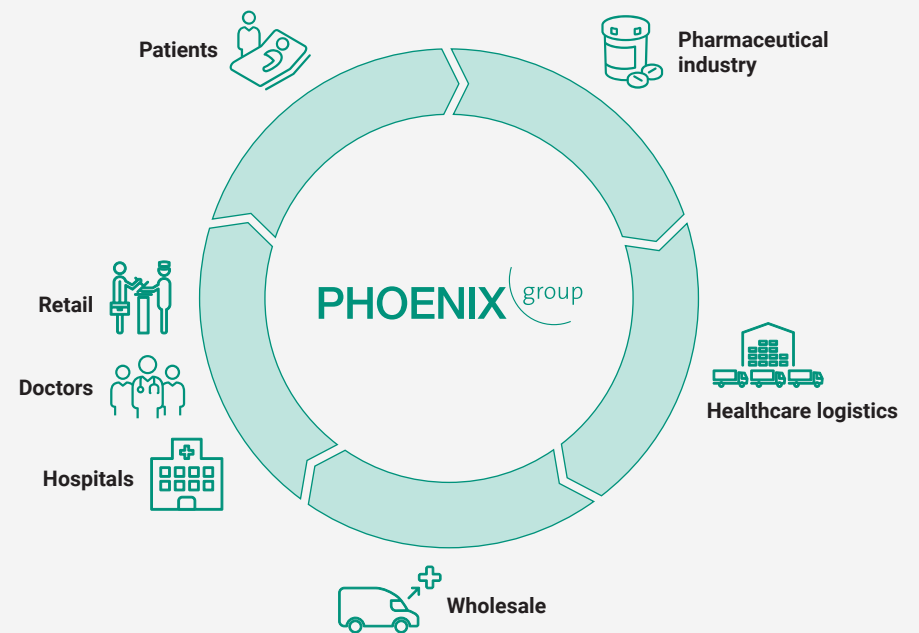 Patients
Pharmaceutical
industry
Retail
PHOENIX group
Doctors
Healthcare logistics
Hospitals
Wholesale